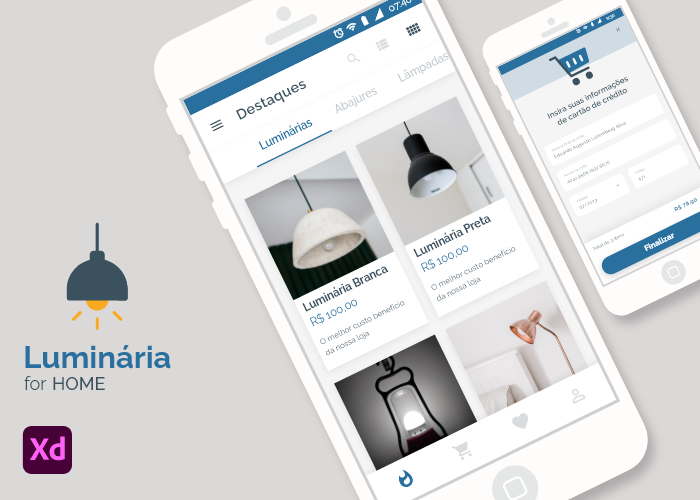 07:40
Destaques
Luminárias
Abajures
Lâmpadas
Luminária Branca
R$ 100,00
O melhor custo benefício
da nossa loja
Luminária Preta
R$ 100,00
O melhor custo benefício
da nossa loja
Insira suas informações
de cartão de crédito
R$ 78,90
Finalizar
Luminária
for HOME
Xd